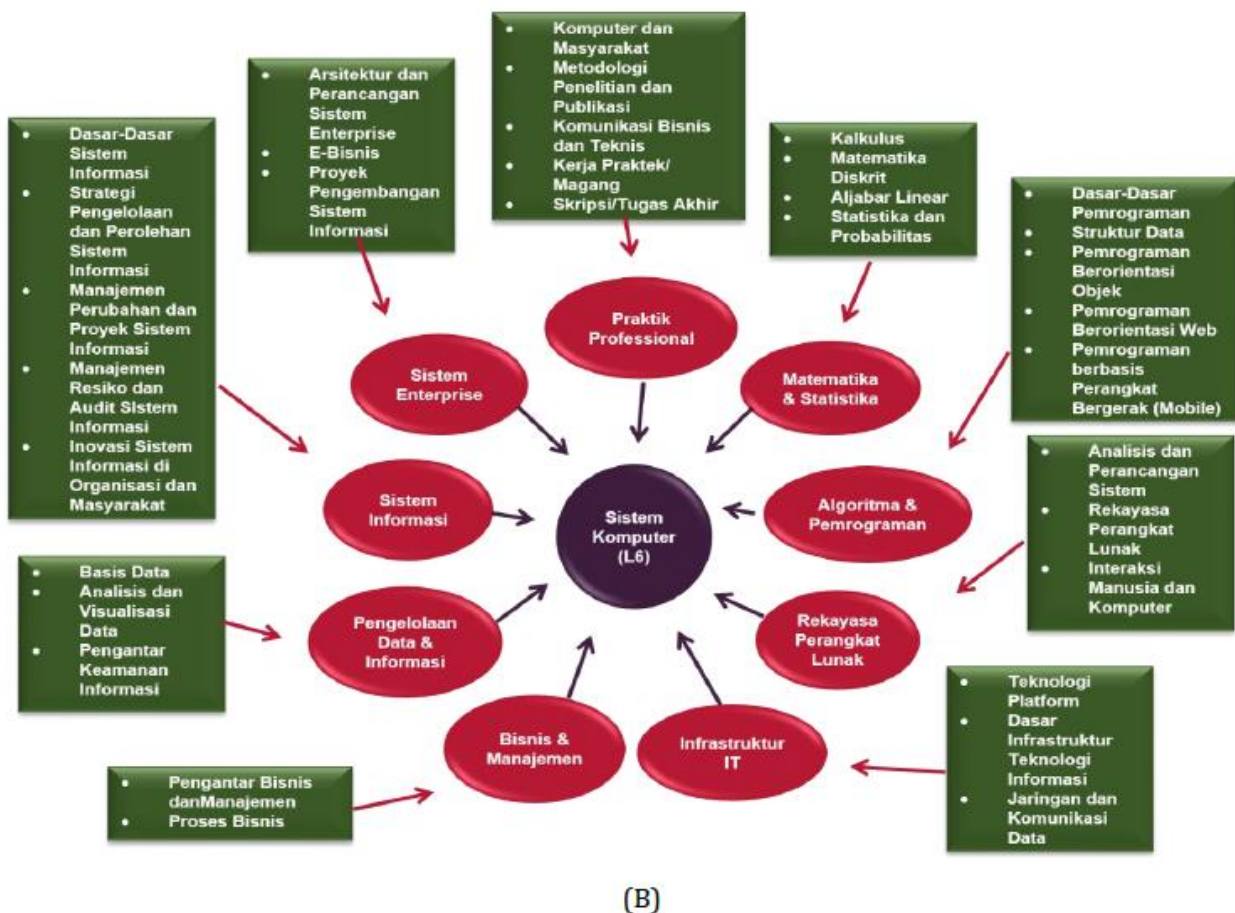 • Komputer dan
Masyarakat
• Metodologi
Penelitian dan
Publikasi
• Komunikasi Bisnis
dan Teknis
• Kerja Praktek/
Magang
• Skripsi/Tugas Akhir
• Arsitektur dan
Perancangan
Sistem
Enterprise
• E-Bisnis
• Proyek
Pengembangan
Sistem
Informasi
• Dasar-Dasar
Sistem
Informasi
• Strategi
Pengelolaan
dan Perolehan
Sistem
Informasi
• Manajemen
Perubahan dan
Proyek Sistem
Informasi
• Manajemen
Resiko dan
Audit SIstem
Informasi
• Inovasi Sistem
Informasi di
Organisasi dan
Masyarakat
• Kalkulus
• Matematika
Diskrit
• Aljabar Linear
• Statistika dan
Probabilitas
• Dasar-Dasar
Pemrograman
• Struktur Data
• Pemrograman
Berorientasi
Objek
• Pemrograman
Berorientasi Web
• Pemrograman
berbasis
Perangkat
Bergerak (Mobile)
Praktik
Professional
Sistem
Enterprise
Matematika
& Statistika
Sistem
Informasi
Sistem
Komputer
(L6)
Algoritma &
Pemrograman
• Analisis dan
Perancangan
Sistem
• Rekayasa
Perangkat
Lunak
• Interaksi
Manusia dan
Komputer
• Basis Data
• Analisis dan
Visualisasi
Data
• Pengantar
Keamanan
Informasi
Pengelolaan
Data &
Informasi
Rekayasa
Perangkat
Lunak
Bisnis &
Manajemen
Infrastruktur
IT
• Teknologi
Platform
• Dasar
Infrastruktur
Teknologi
Informasi
• Jaringan dan
Komunikasi
Data
• Pengantar Bisnis
danManajemen
• Proses Bisnis
(B)